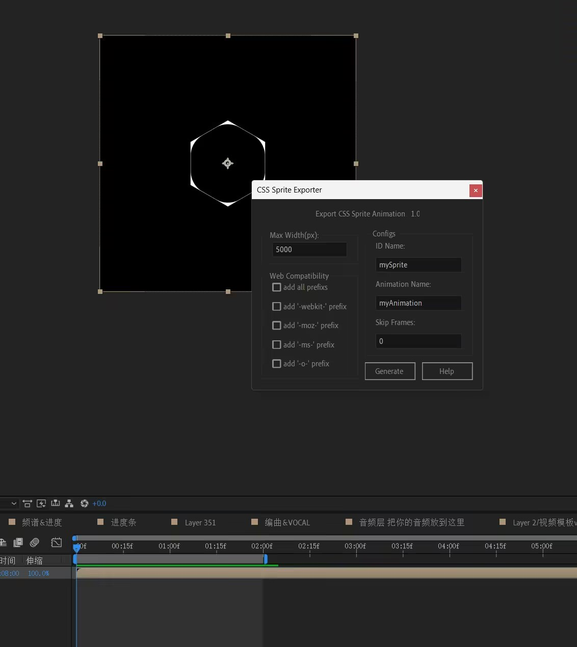 CSS Sprite Exporter
Export CSS Sprite Animation 1.0
Max Width(px):
5000
Web Compatibility
add all prefixs
add '-webkit-' prefix
add '-moz-' prefix
add '-ms-' prefix
add '-o-' prefix
Configs
ID Name:
mySprite
Animation Name:
myAnimation
Skip Frames:
0
Generate
Help
+0.0
频谱&进度
进度条
Layer 351
编曲&VOCAL
音频层 把你的音频放到这里
Layer 2/视频模板
00:15f
01:00f
01:15f
02:00f
02:15f
03:00f
03:15f
04:00f
04:15f
05:00f
时间
伸缩
100.0%